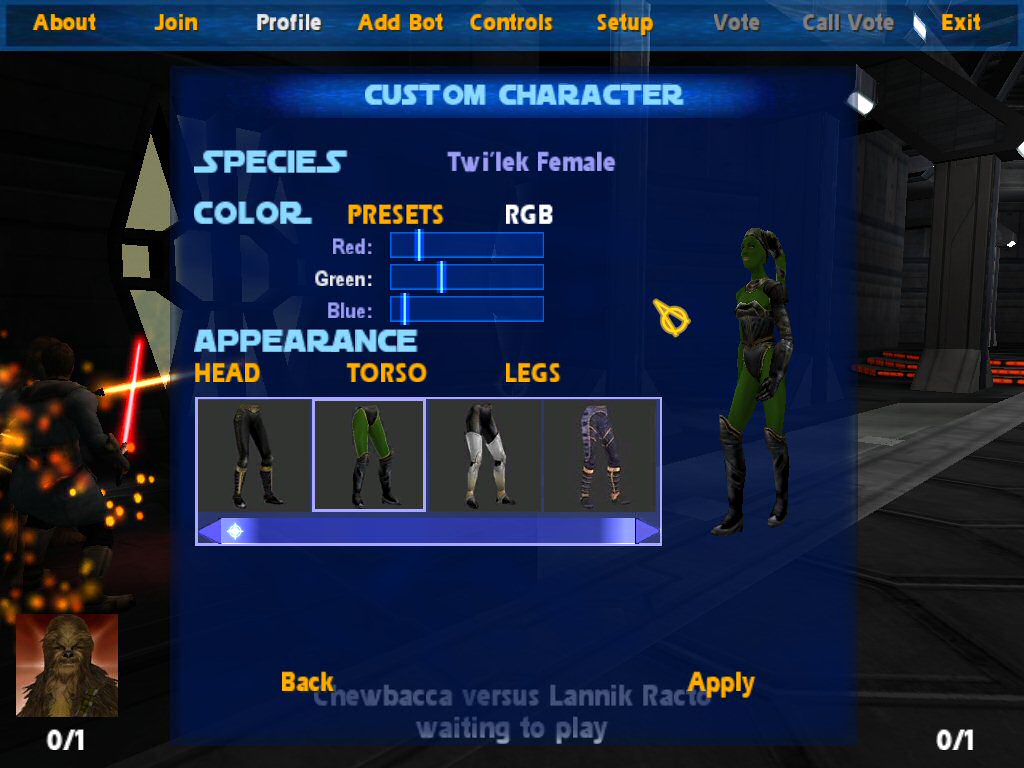 About Join Profile Add Bot Controls Setup Vote Call Vote Exit
CUSTOM CHARACTER
SPECIES Twi'lek Female
COLOR PRESETS RGB
Red:
Green:
Blue:
APPEARANCE
HEAD TORSO LEGS
Back Apply
Chewbacca versus Lannik Racto
waiting to play
0/1 0/1